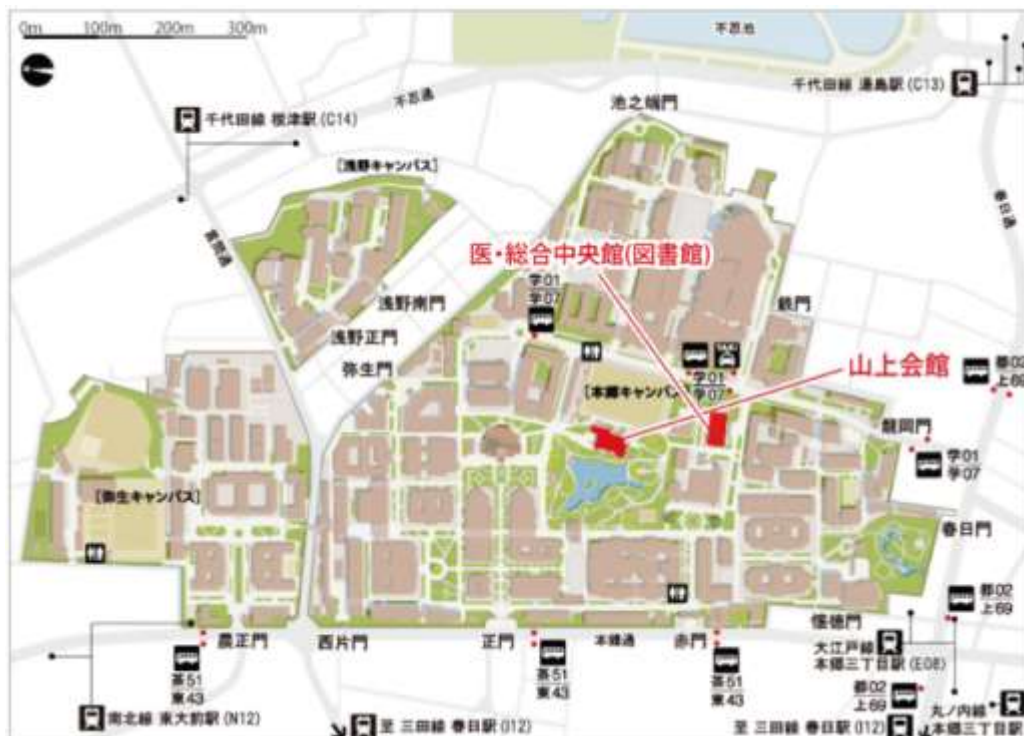 0m 100m 200m 300m
不忍池
千代田線 湯島駅 (C13)
不忍通
池之端門
千代田線 根津駅 (C14)
[浅野キャンパス]
春日通
言問通
医・総合中央館(図書館)
学01
学07
浅野南門
鉄門
浅野正門
弥生門
TAXI
山上会館
都02
上69
[本郷キャンパス]
学01
学07
龍岡門
学01
学07
[弥生キャンパス]
春日門
都02
上69
懐徳門
農正門
西片門
正門
本郷通
赤門
大江戸線
本郷三丁目駅 (E08)
茶51
東43
茶51
東43
茶51
東43
都02
上69
南北線 東大前駅 (N12)
至 三田線 春日駅 (I12)
至 三田線 春日駅 (I12)
丸ノ内線
本郷三丁目駅